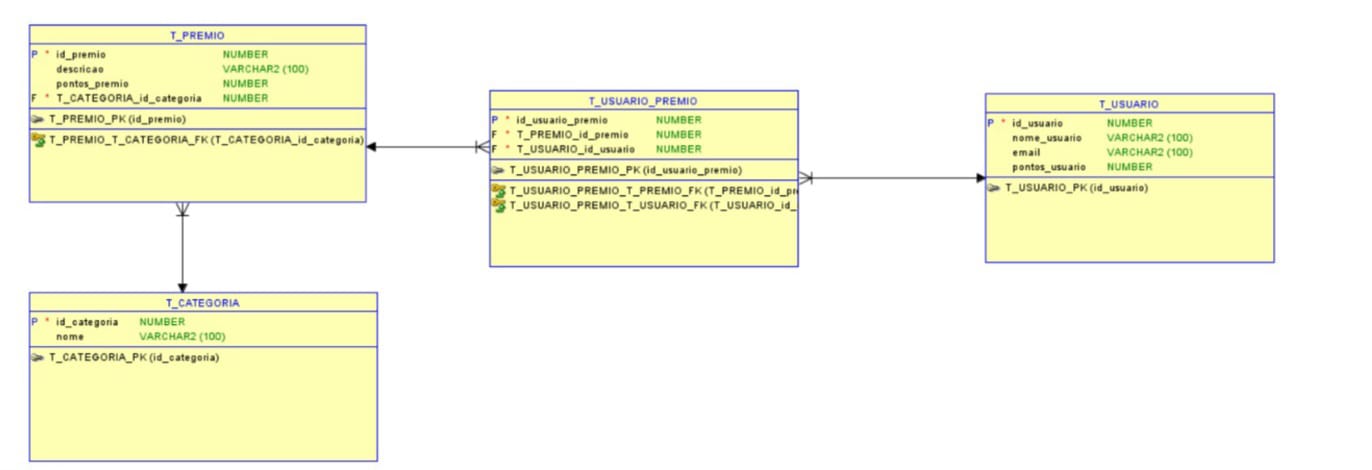 T_PREMIO
P * id_premio NUMBER
descricao VARCHAR2 (100)
pontos_premio NUMBER
F * T_CATEGORIA_id_categoria NUMBER
T_PREMIO_PK (id_premio)
T_PREMIO_T_CATEGORIA_FK (T_CATEGORIA_id_categoria)
T_USUARIO_PREMIO
P * id_usuario_premio NUMBER
F * T_PREMIO_id_premio NUMBER
F * T_USUARIO_id_usuario NUMBER
T_USUARIO_PREMIO_PK (id_usuario_premio)
T_USUARIO_PREMIO_T_PREMIO_FK (T_PREMIO_id_pr
T_USUARIO_PREMIO_T_USUARIO_FK (T_USUARIO_id_
T_USUARIO
P * id_usuario NUMBER
nome_usuario VARCHAR2 (100)
email VARCHAR2 (100)
pontos_usuario NUMBER
T_USUARIO_PK (id_usuario)
T_CATEGORIA
P * id_categoria NUMBER
nome VARCHAR2 (100)
T_CATEGORIA_PK (id_categoria)